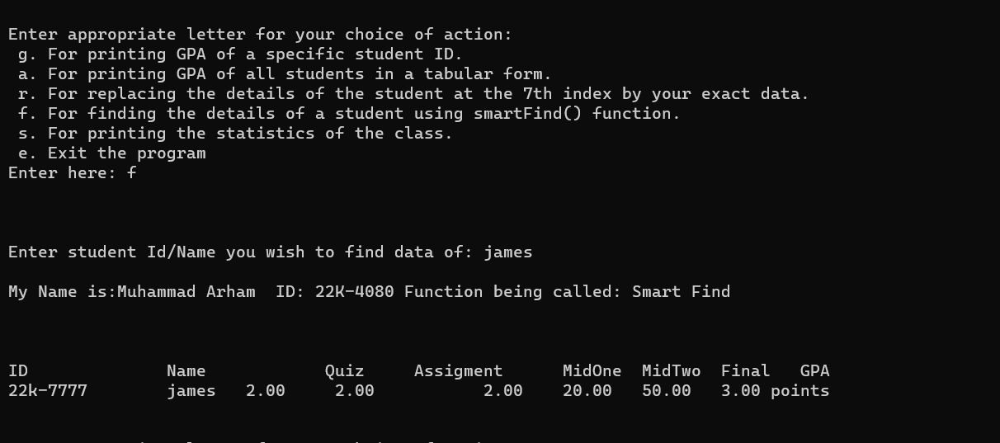 Enter appropriate letter for your choice of action:
g. For printing GPA of a specific student ID.
a. For printing GPA of all students in a tabular form.
r. For replacing the details of the student at the 7th index by your exact data.
f. For finding the details of a student using smartFind() function.
s. For printing the statistics of the class.
e. Exit the program
Enter here: f
Enter student Id/Name you wish to find data of: james
My Name is:Muhammad Arham  ID: 22K-4080 Function being called: Smart Find
ID Name Quiz Assigment MidOne MidTwo Final GPA
22k-7777 james 2.00 2.00 2.00 20.00 50.00 3.00 points